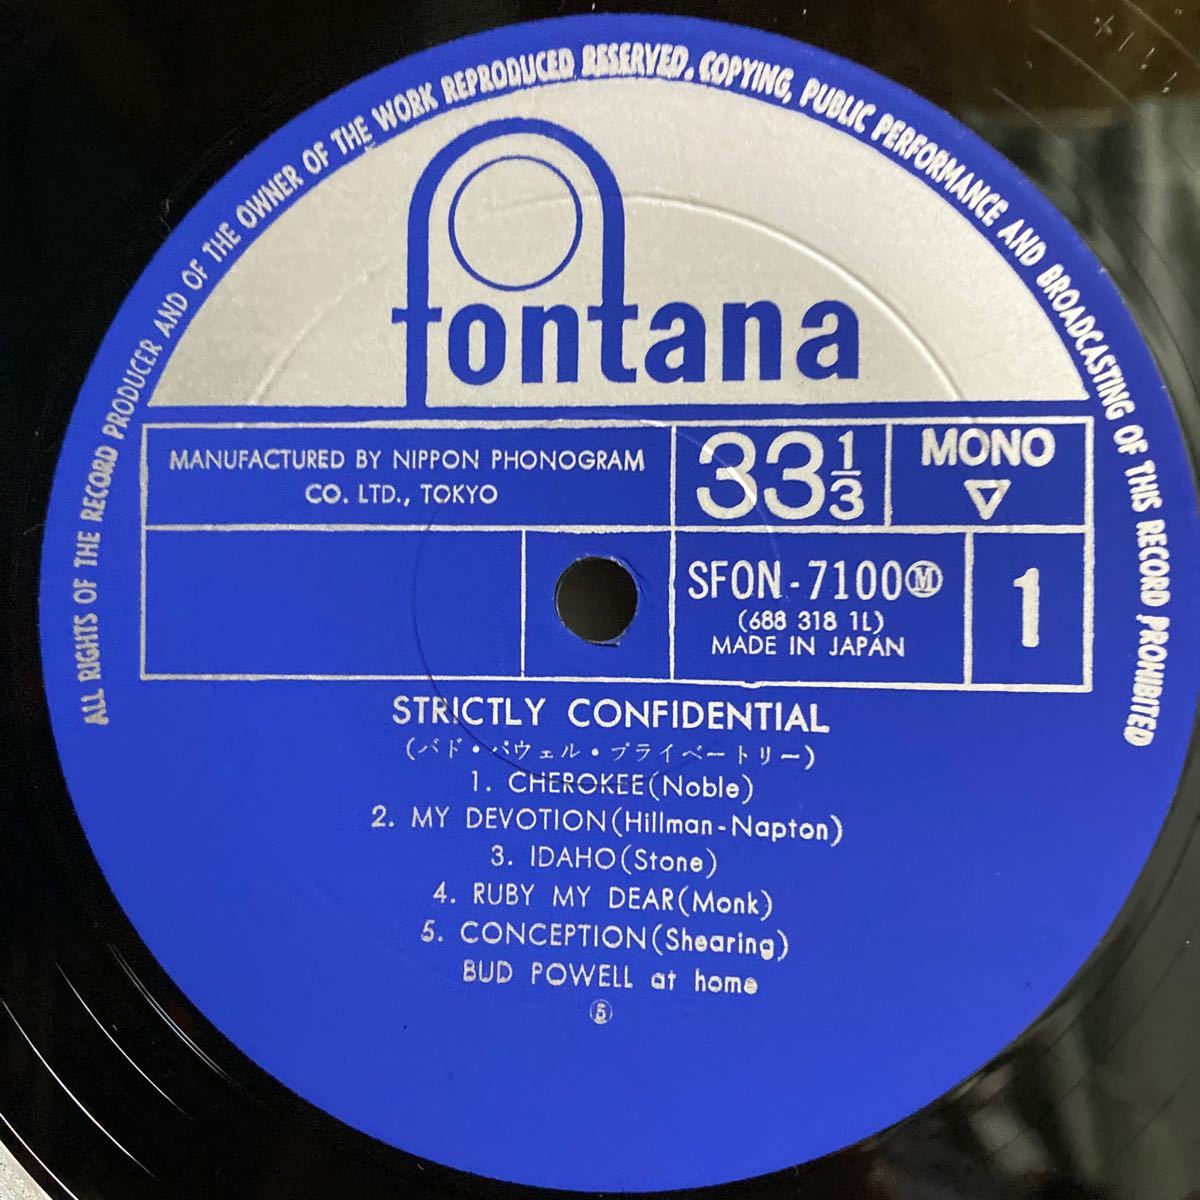 ALL RIGHTS OF THE RECORD PRODUCER AND OF THE OWNER OF THE WORK REPRODUCED RESERVED. COPYING, PUBLIC PERFORMANCE AND BROADCASTING OF THIS RECORD PROHIBITED
fontana
MANUFACTURED BY NIPPON PHONOGRAM
CO. LTD., TOKYO
33 1/3
MONO
▽
SFON-7100Ⓜ
(688 318 1L)
MADE IN JAPAN
1
STRICTLY CONFIDENTIAL
(バド・パウェル・プライベートリー)
1. CHEROKEE(Noble)
2. MY DEVOTION(Hillman-Napton)
3. IDAHO(Stone)
4. RUBY MY DEAR(Monk)
5. CONCEPTION(Shearing)
BUD POWELL at home
⑤